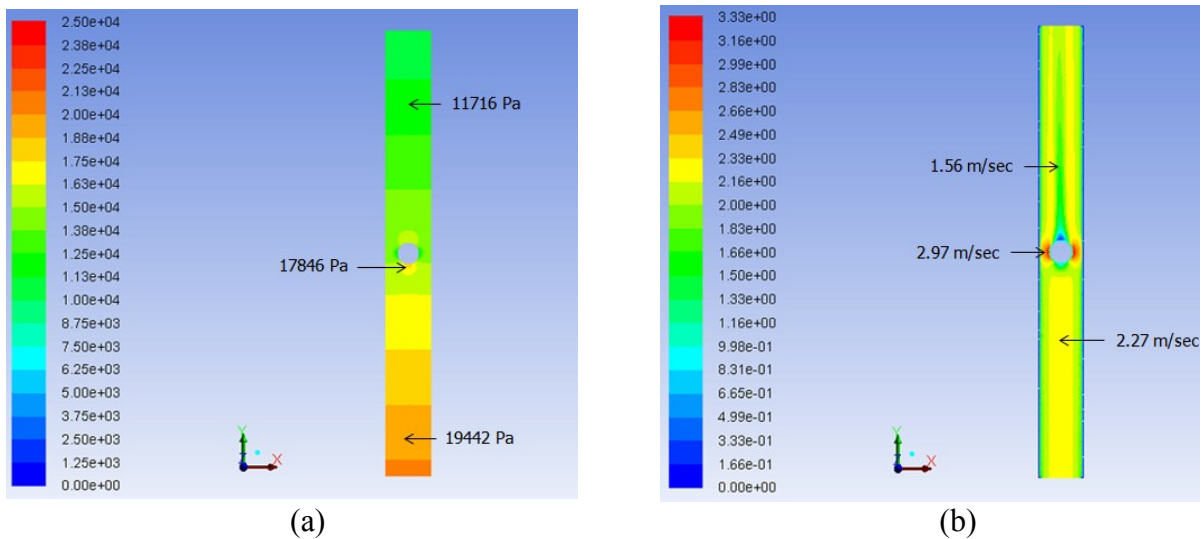 2.50e+04
2.38e+04
2.25e+04
2.13e+04
2.00e+04
1.88e+04
1.75e+04
1.63e+04
1.50e+04
1.38e+04
1.25e+04
1.13e+04
1.00e+04
8.75e+03
7.50e+03
6.25e+03
5.00e+03
3.75e+03
2.50e+03
1.25e+03
0.00e+00
11716 Pa
17846 Pa
19442 Pa
Y
Z
X
(a)
3.33e+00
3.16e+00
2.99e+00
2.83e+00
2.66e+00
2.49e+00
2.33e+00
2.16e+00
2.00e+00
1.83e+00
1.66e+00
1.50e+00
1.33e+00
1.16e+00
9.98e-01
8.31e-01
6.65e-01
4.99e-01
3.33e-01
1.66e-01
0.00e+00
1.56 m/sec
2.97 m/sec
2.27 m/sec
Y
Z
X
(b)